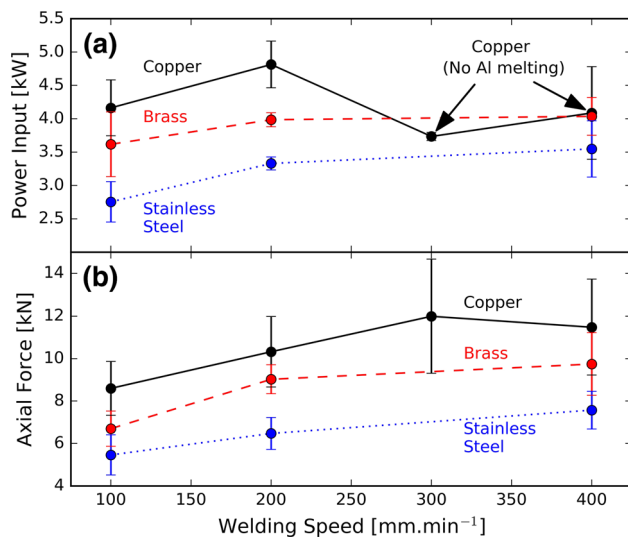 (a)
Power Input [kW]
5.5
5.0
4.5
4.0
3.5
3.0
2.5
Copper
Copper
(No Al melting)
Brass
Stainless
Steel
(b)
Axial Force [kN]
14
12
10
8
6
4
Copper
Brass
Stainless
Steel
100 150 200 250 300 350 400
Welding Speed [mm.min⁻¹]